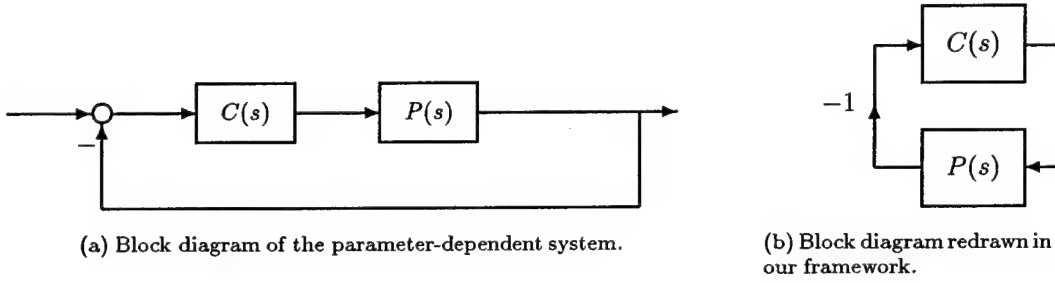 C(s)
P(s)
−
(a) Block diagram of the parameter-dependent system.
C(s)
−1
P(s)
(b) Block diagram redrawn in
our framework.